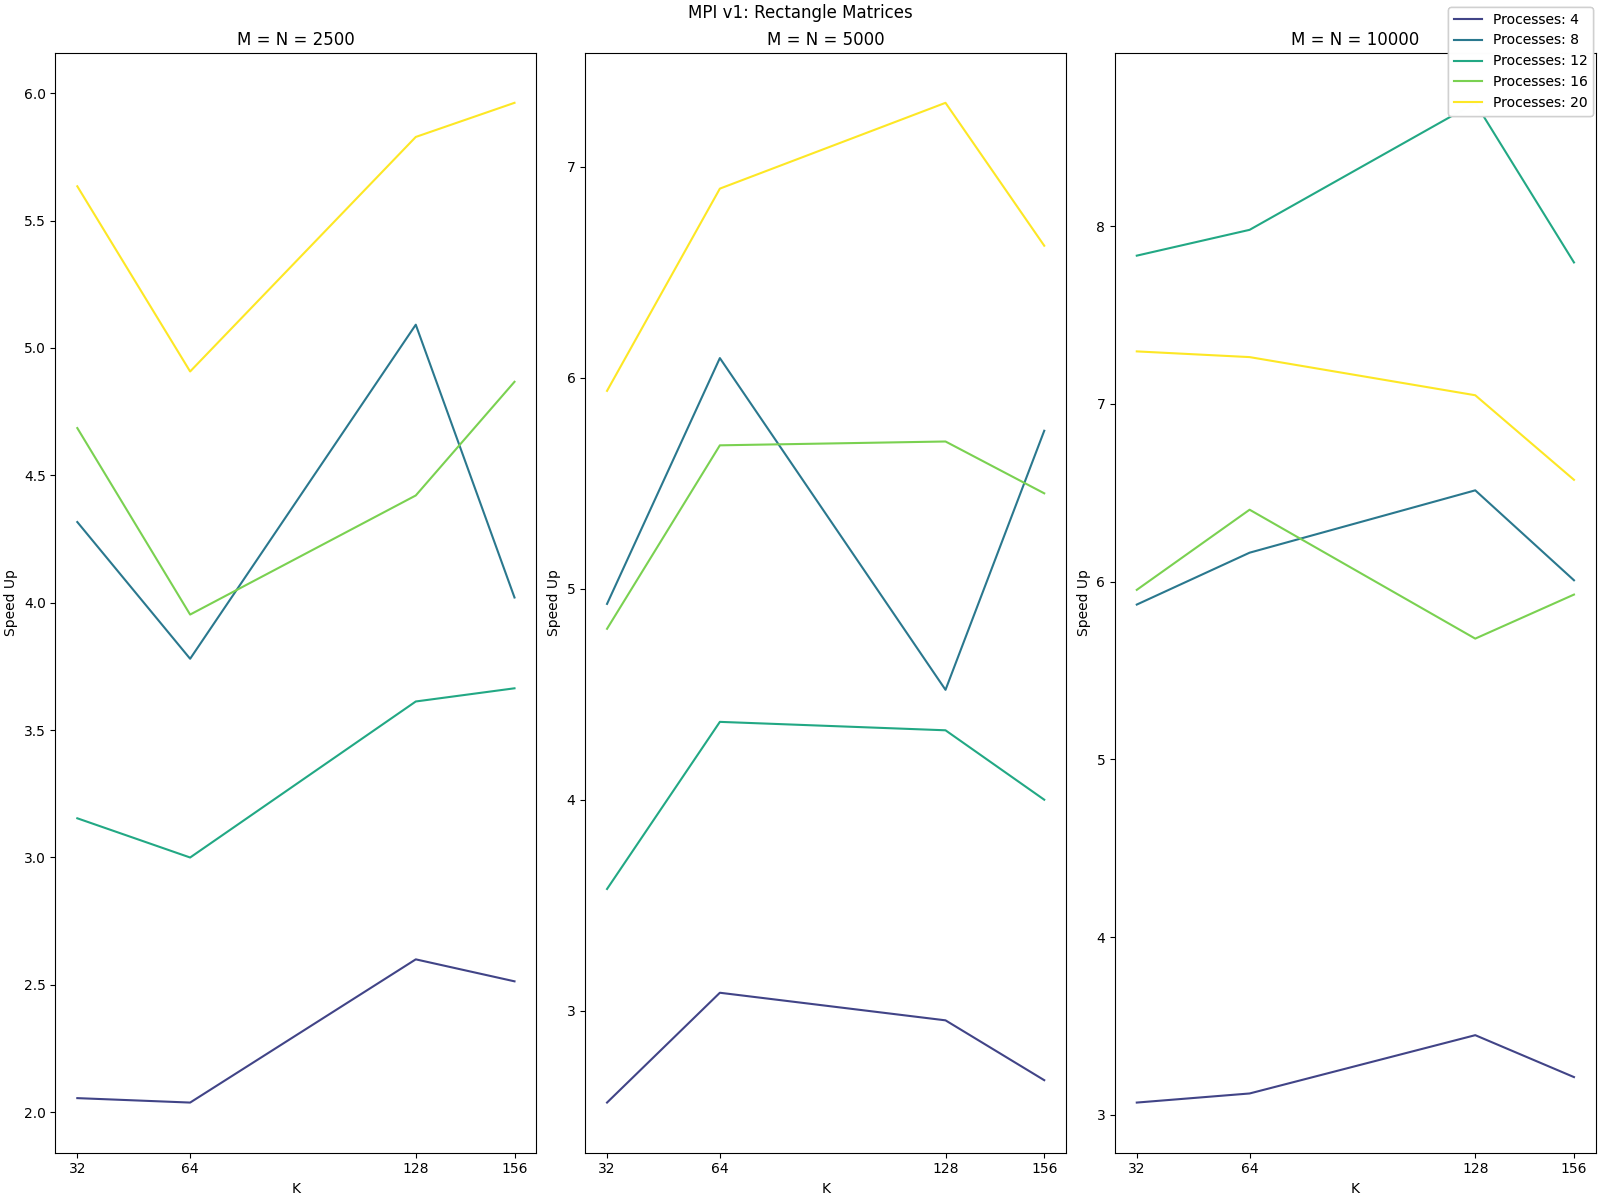 MPI v1: Rectangle Matrices
Processes: 4
Processes: 8
Processes: 12
Processes: 16
Processes: 20
M = N = 2500
6.0
5.5
5.0
4.5
4.0
3.5
3.0
2.5
2.0
Speed Up
32 64 128 156
K
M = N = 5000
7
6
5
4
3
Speed Up
32 64 128 156
K
M = N = 10000
8
7
6
5
4
3
Speed Up
32 64 128 156
K